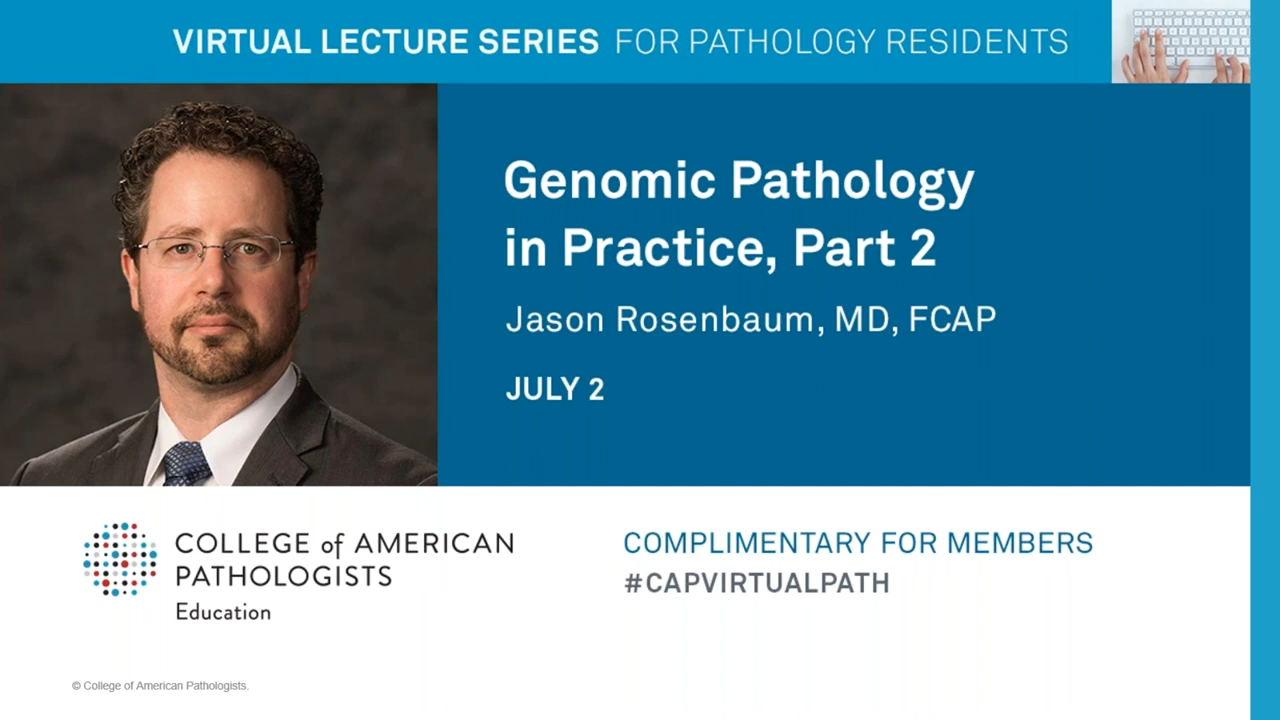 VIRTUAL LECTURE SERIES FOR PATHOLOGY RESIDENTS
Genomic Pathology
in Practice, Part 2
Jason Rosenbaum, MD, FCAP
JULY 2
COLLEGE of AMERICAN
PATHOLOGISTS
Education
COMPLIMENTARY FOR MEMBERS
#CAPVIRTUALPATH
© College of American Pathologists.